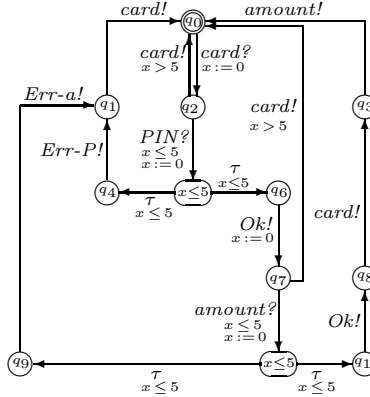 card!
q0
amount!
card!
x > 5
card?
x := 0
Err-a!
q1
q2
q3
card!
x > 5
PIN?
x ≤ 5
x := 0
Err-P!
q4
τ
x ≤ 5
x ≤ 5
τ
x ≤ 5
q6
Ok!
x := 0
card!
q7
q8
amount?
x ≤ 5
x := 0
Ok!
q9
τ
x ≤ 5
x ≤ 5
τ
x ≤ 5
q1